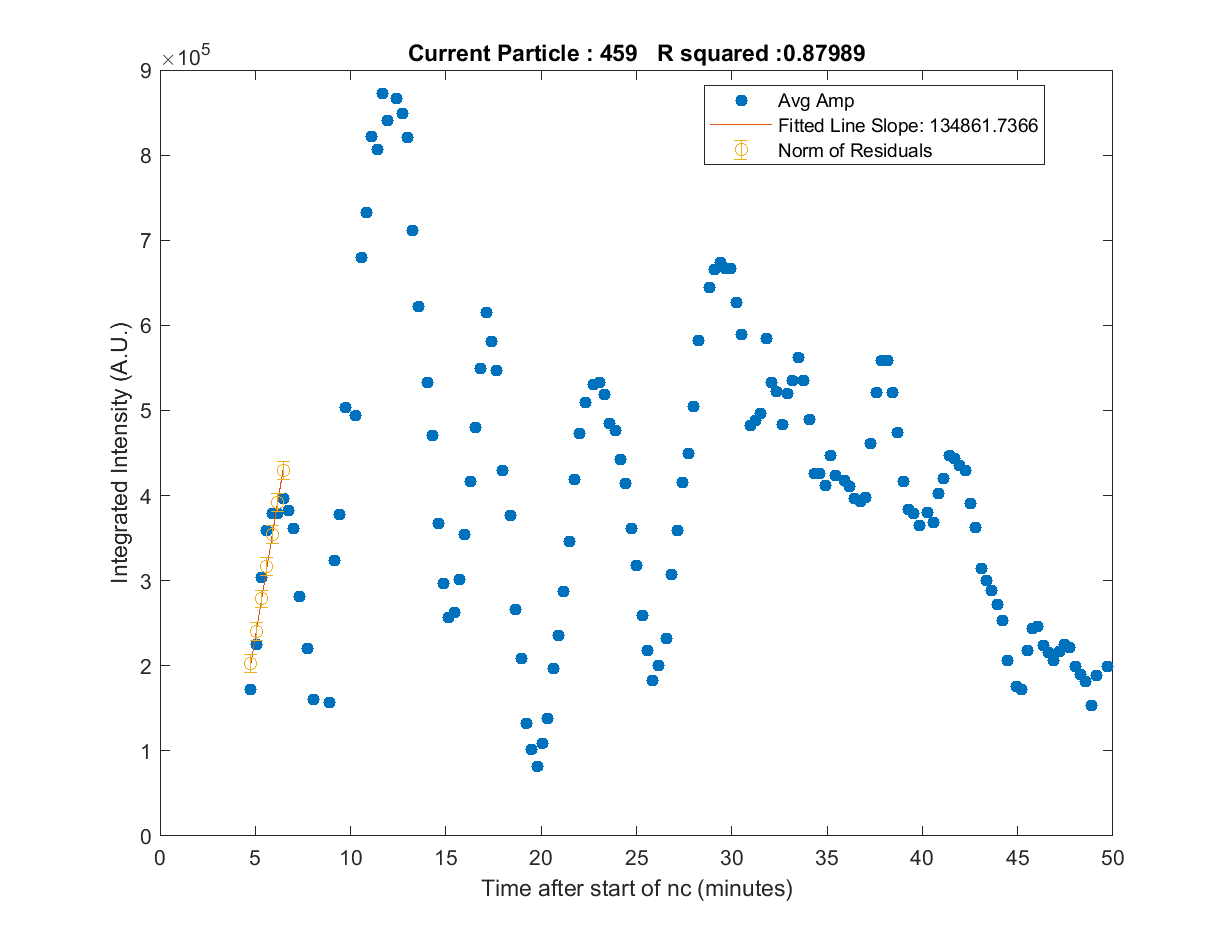 Current Particle : 459 R squared :0.87989
×10^5
9
8
7
6
5
4
3
2
1
0
Integrated Intensity (A.U.)
Avg Amp
Fitted Line Slope: 134861.7366
Norm of Residuals
0 5 10 15 20 25 30 35 40 45 50
Time after start of nc (minutes)